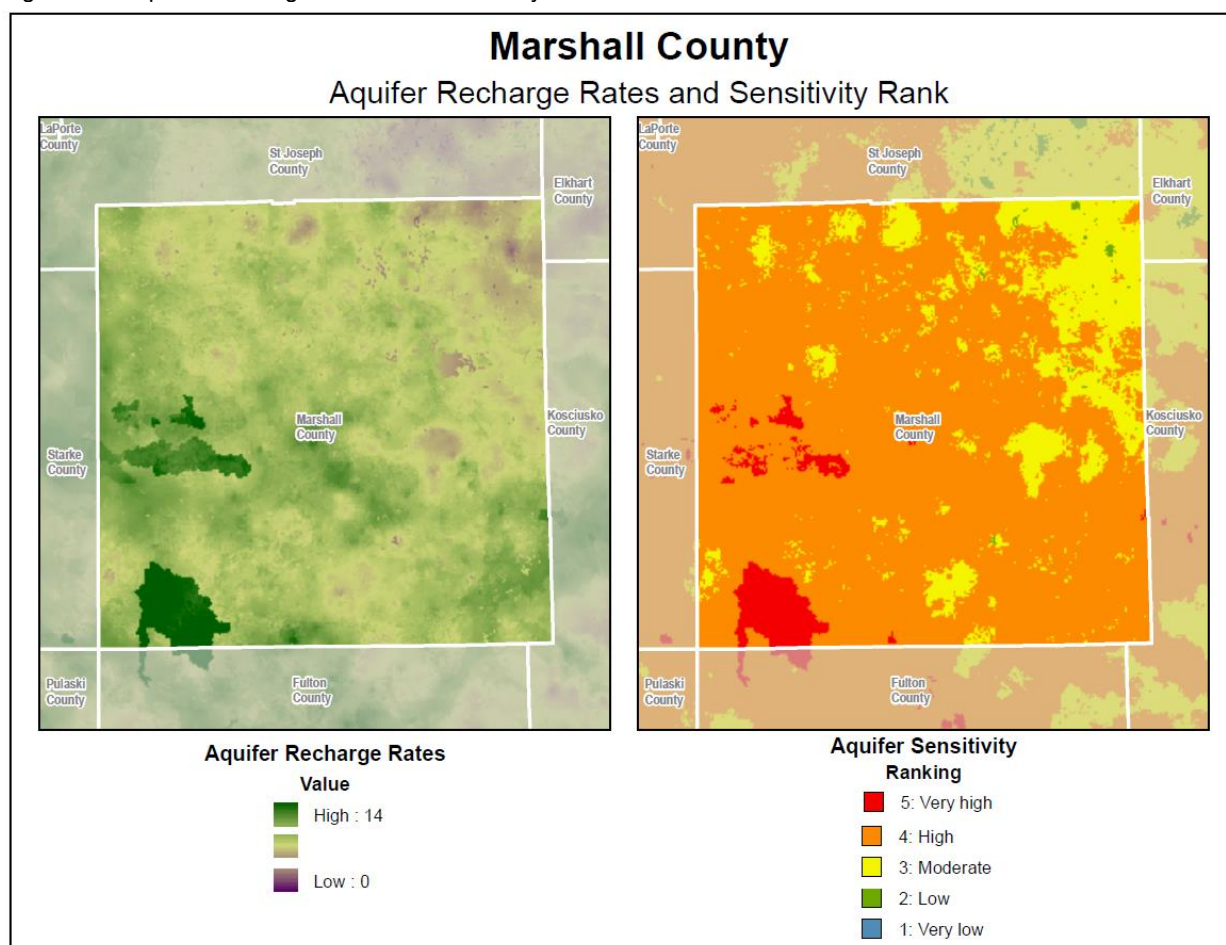 Marshall County
Aquifer Recharge Rates and Sensitivity Rank
LaPorte
County
St Joseph
County
Elkhart
County
Marshall
County
Kosciusko
County
Starke
County
Pulaski
County
Fulton
County
LaPorte
County
St Joseph
County
Elkhart
County
Marshall
County
Kosciusko
County
Starke
County
Pulaski
County
Fulton
County
Aquifer Recharge Rates
Value
High : 14
Low : 0
Aquifer Sensitivity
Ranking
5: Very high
4: High
3: Moderate
2: Low
1: Very low